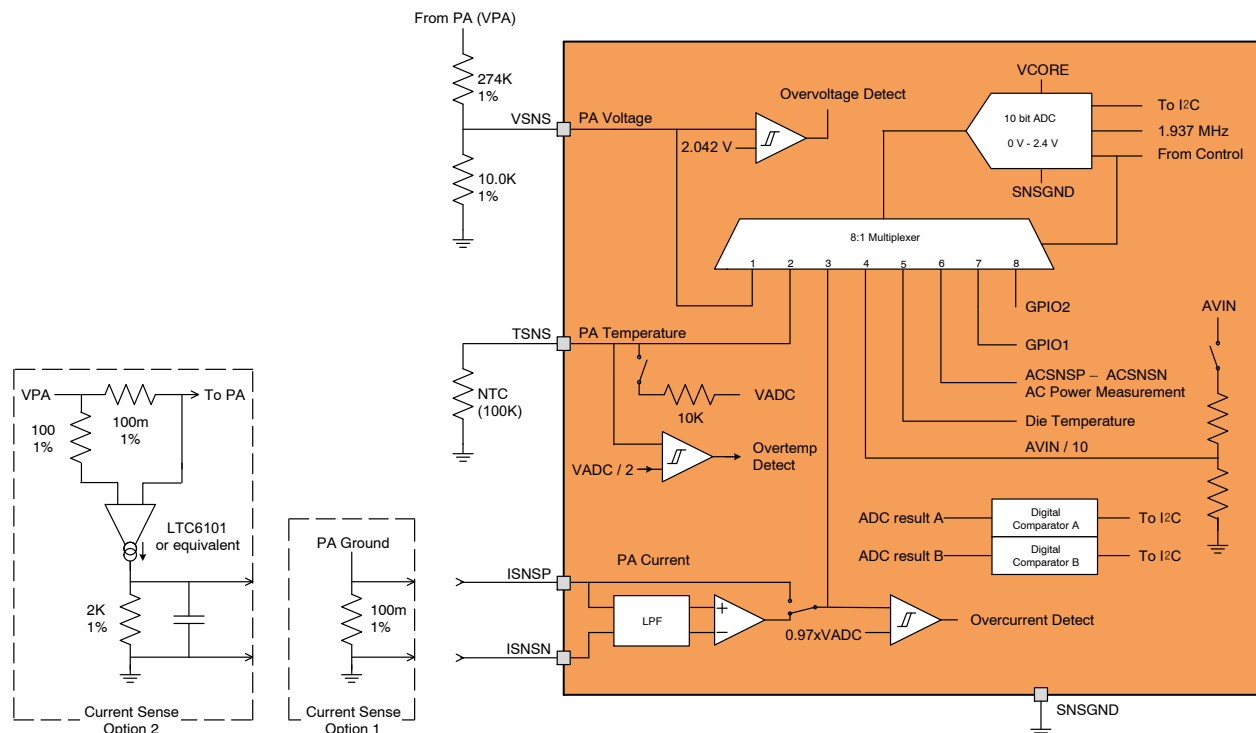 From PA (VPA)
274K
1%
VSNS
PA Voltage
10.0K
1%
2.042 V
Overvoltage Detect
VCORE
10 bit ADC
0 V - 2.4 V
SNSGND
To I2C
1.937 MHz
From Control
8:1 Multiplexer
1 2 3 4 5 6 7 8
GPIO2
GPIO1
ACSNSP – ACSNSN
AC Power Measurement
Die Temperature
AVIN / 10
AVIN
TSNS
PA Temperature
NTC
(100K)
10K
VADC
VADC / 2
Overtemp
Detect
ADC result A
Digital
Comparator A
To I2C
ADC result B
Digital
Comparator B
To I2C
VPA
To PA
100m
1%
100
1%
LTC6101
or equivalent
2K
1%
Current Sense
Option 2
PA Ground
100m
1%
Current Sense
Option 1
ISNSP
PA Current
LPF
+
–
ISNSN
0.97xVADC
Overcurrent Detect
SNSGND